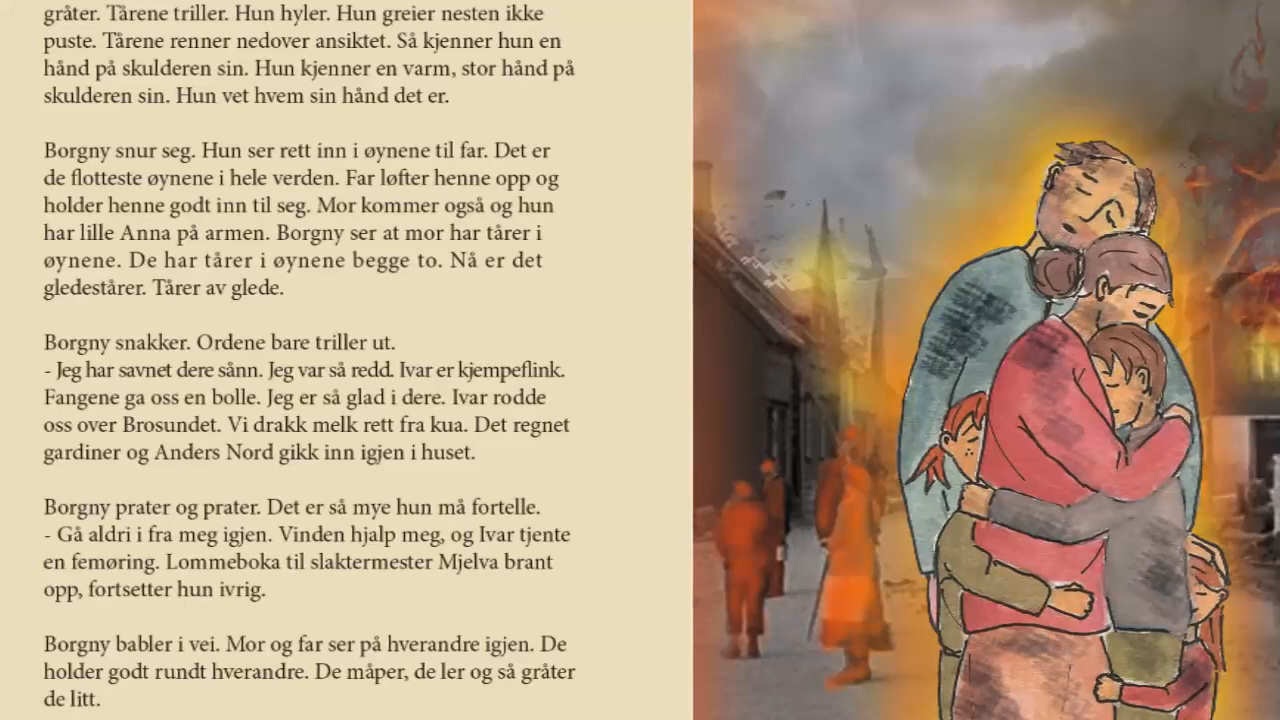 gråter. Tårene triller. Hun hyler. Hun greier nesten ikke
puste. Tårene renner nedover ansiktet. Så kjenner hun en
hånd på skulderen sin. Hun kjenner en varm, stor hånd på
skulderen sin. Hun vet hvem sin hånd det er.
Borgny snur seg. Hun ser rett inn i øynene til far. Det er
de flotteste øynene i hele verden. Far løfter henne opp og
holder henne godt inn til seg. Mor kommer også og hun
har lille Anna på armen. Borgny ser at mor har tårer i
øynene. De har tårer i øynene begge to. Nå er det
gledestårer. Tårer av glede.
Borgny snakker. Ordene bare triller ut.
- Jeg har savnet dere sånn. Jeg var så redd. Ivar er kjempeflink.
Fangene ga oss en bolle. Jeg er så glad i dere. Ivar rodde
oss over Brosundet. Vi drakk melk rett fra kua. Det regnet
gardiner og Anders Nord gikk inn igjen i huset.
Borgny prater og prater. Det er så mye hun må fortelle.
- Gå aldri i fra meg igjen. Vinden hjalp meg, og Ivar tjente
en femøring. Lommeboka til slaktermester Mjelva brant
opp, fortsetter hun ivrig.
Borgny babler i vei. Mor og far ser på hverandre igjen. De
holder godt rundt hverandre. De måper, de ler og så gråter
de litt.